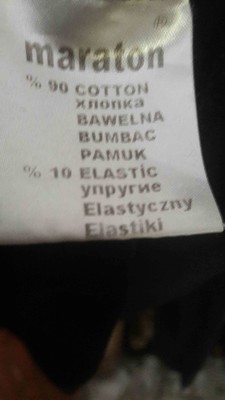 ®
maraton
% 90 COTTON
хлопка
BAWELNA
BUMBAC
PAMUK
% 10 ELASTİC
упругие
Elastyczny
Elastiki